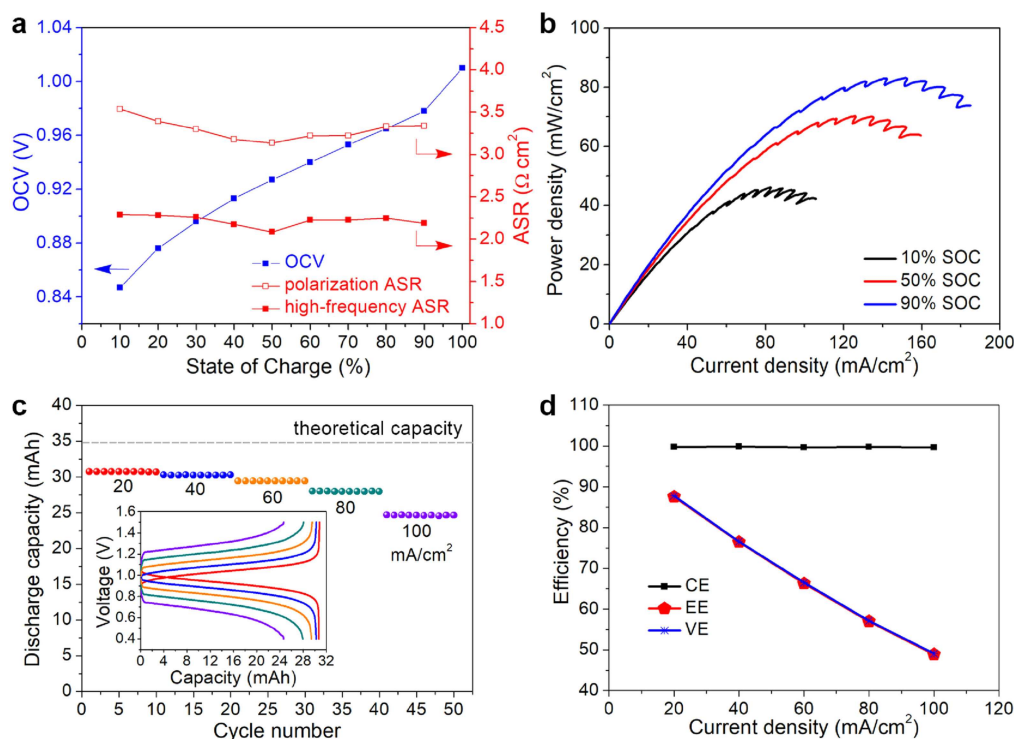 a
1.04
1.00
0.96
0.92
0.88
0.84
OCV (V)
4.5
4.0
3.5
3.0
2.5
2.0
1.5
1.0
ASR (Ω cm²)
OCV
polarization ASR
high-frequency ASR
10 20 30 40 50 60 70 80 90 100
State of Charge (%)
b
100
80
60
40
20
0
Power density (mW/cm²)
10% SOC
50% SOC
90% SOC
0 40 80 120 160 200
Current density (mA/cm²)
c
40
35
30
25
20
15
10
5
0
Discharge capacity (mAh)
theoretical capacity
20
40
60
80
100
mA/cm²
1.6
1.4
1.2
1.0
0.8
0.6
0.4
Voltage (V)
0 4 8 12 16 20 24 28 32
Capacity (mAh)
0 5 10 15 20 25 30 35 40 45 50
Cycle number
d
110
100
90
80
70
60
50
40
Efficiency (%)
CE
EE
VE
0 20 40 60 80 100 120
Current density (mA/cm²)